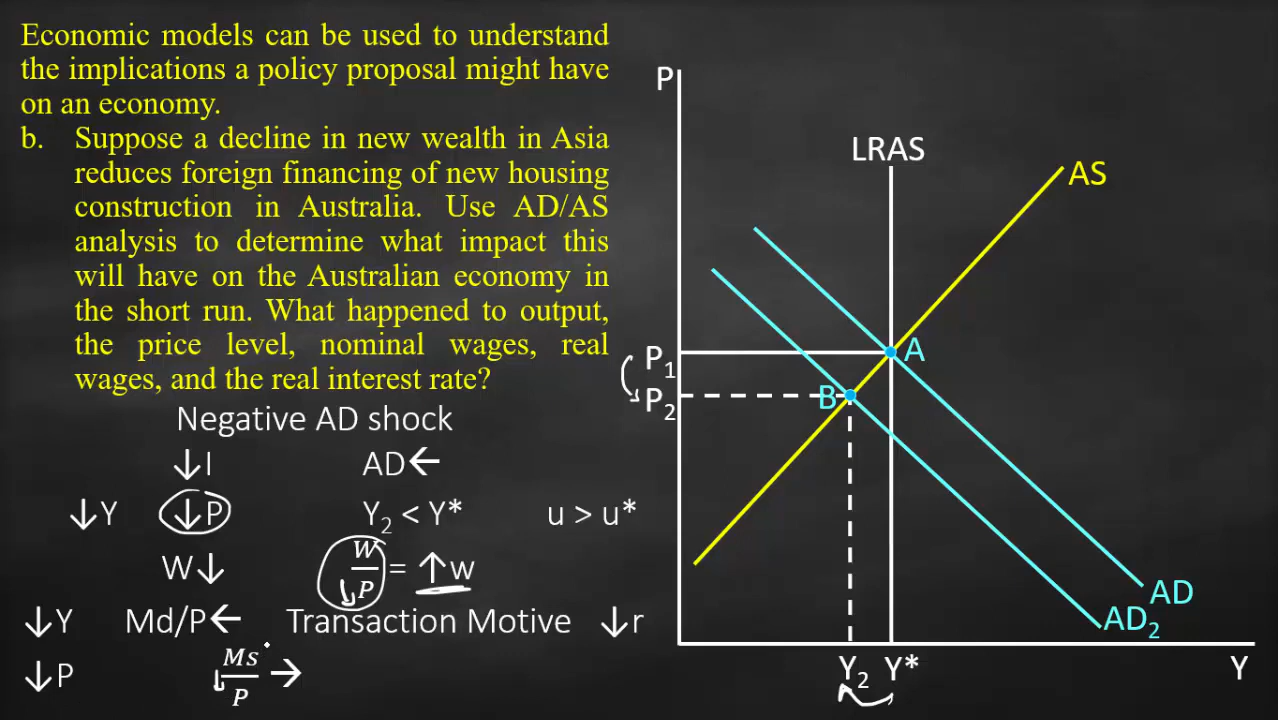 Economic models can be used to understand
the implications a policy proposal might have
on an economy.
b. Suppose a decline in new wealth in Asia
reduces foreign financing of new housing
construction in Australia. Use AD/AS
analysis to determine what impact this
will have on the Australian economy in
the short run. What happened to output,
the price level, nominal wages, real
wages, and the real interest rate?
Negative AD shock
↓I AD←
↓Y ↓P Y₂ < Y* u > u*
W↓ W/P = ↑w
↓Y Md/P← Transaction Motive ↓r
↓P Ms/P →
P
LRAS
AS
P₁
A
P₂
B
AD
AD₂
Y₂ Y* Y